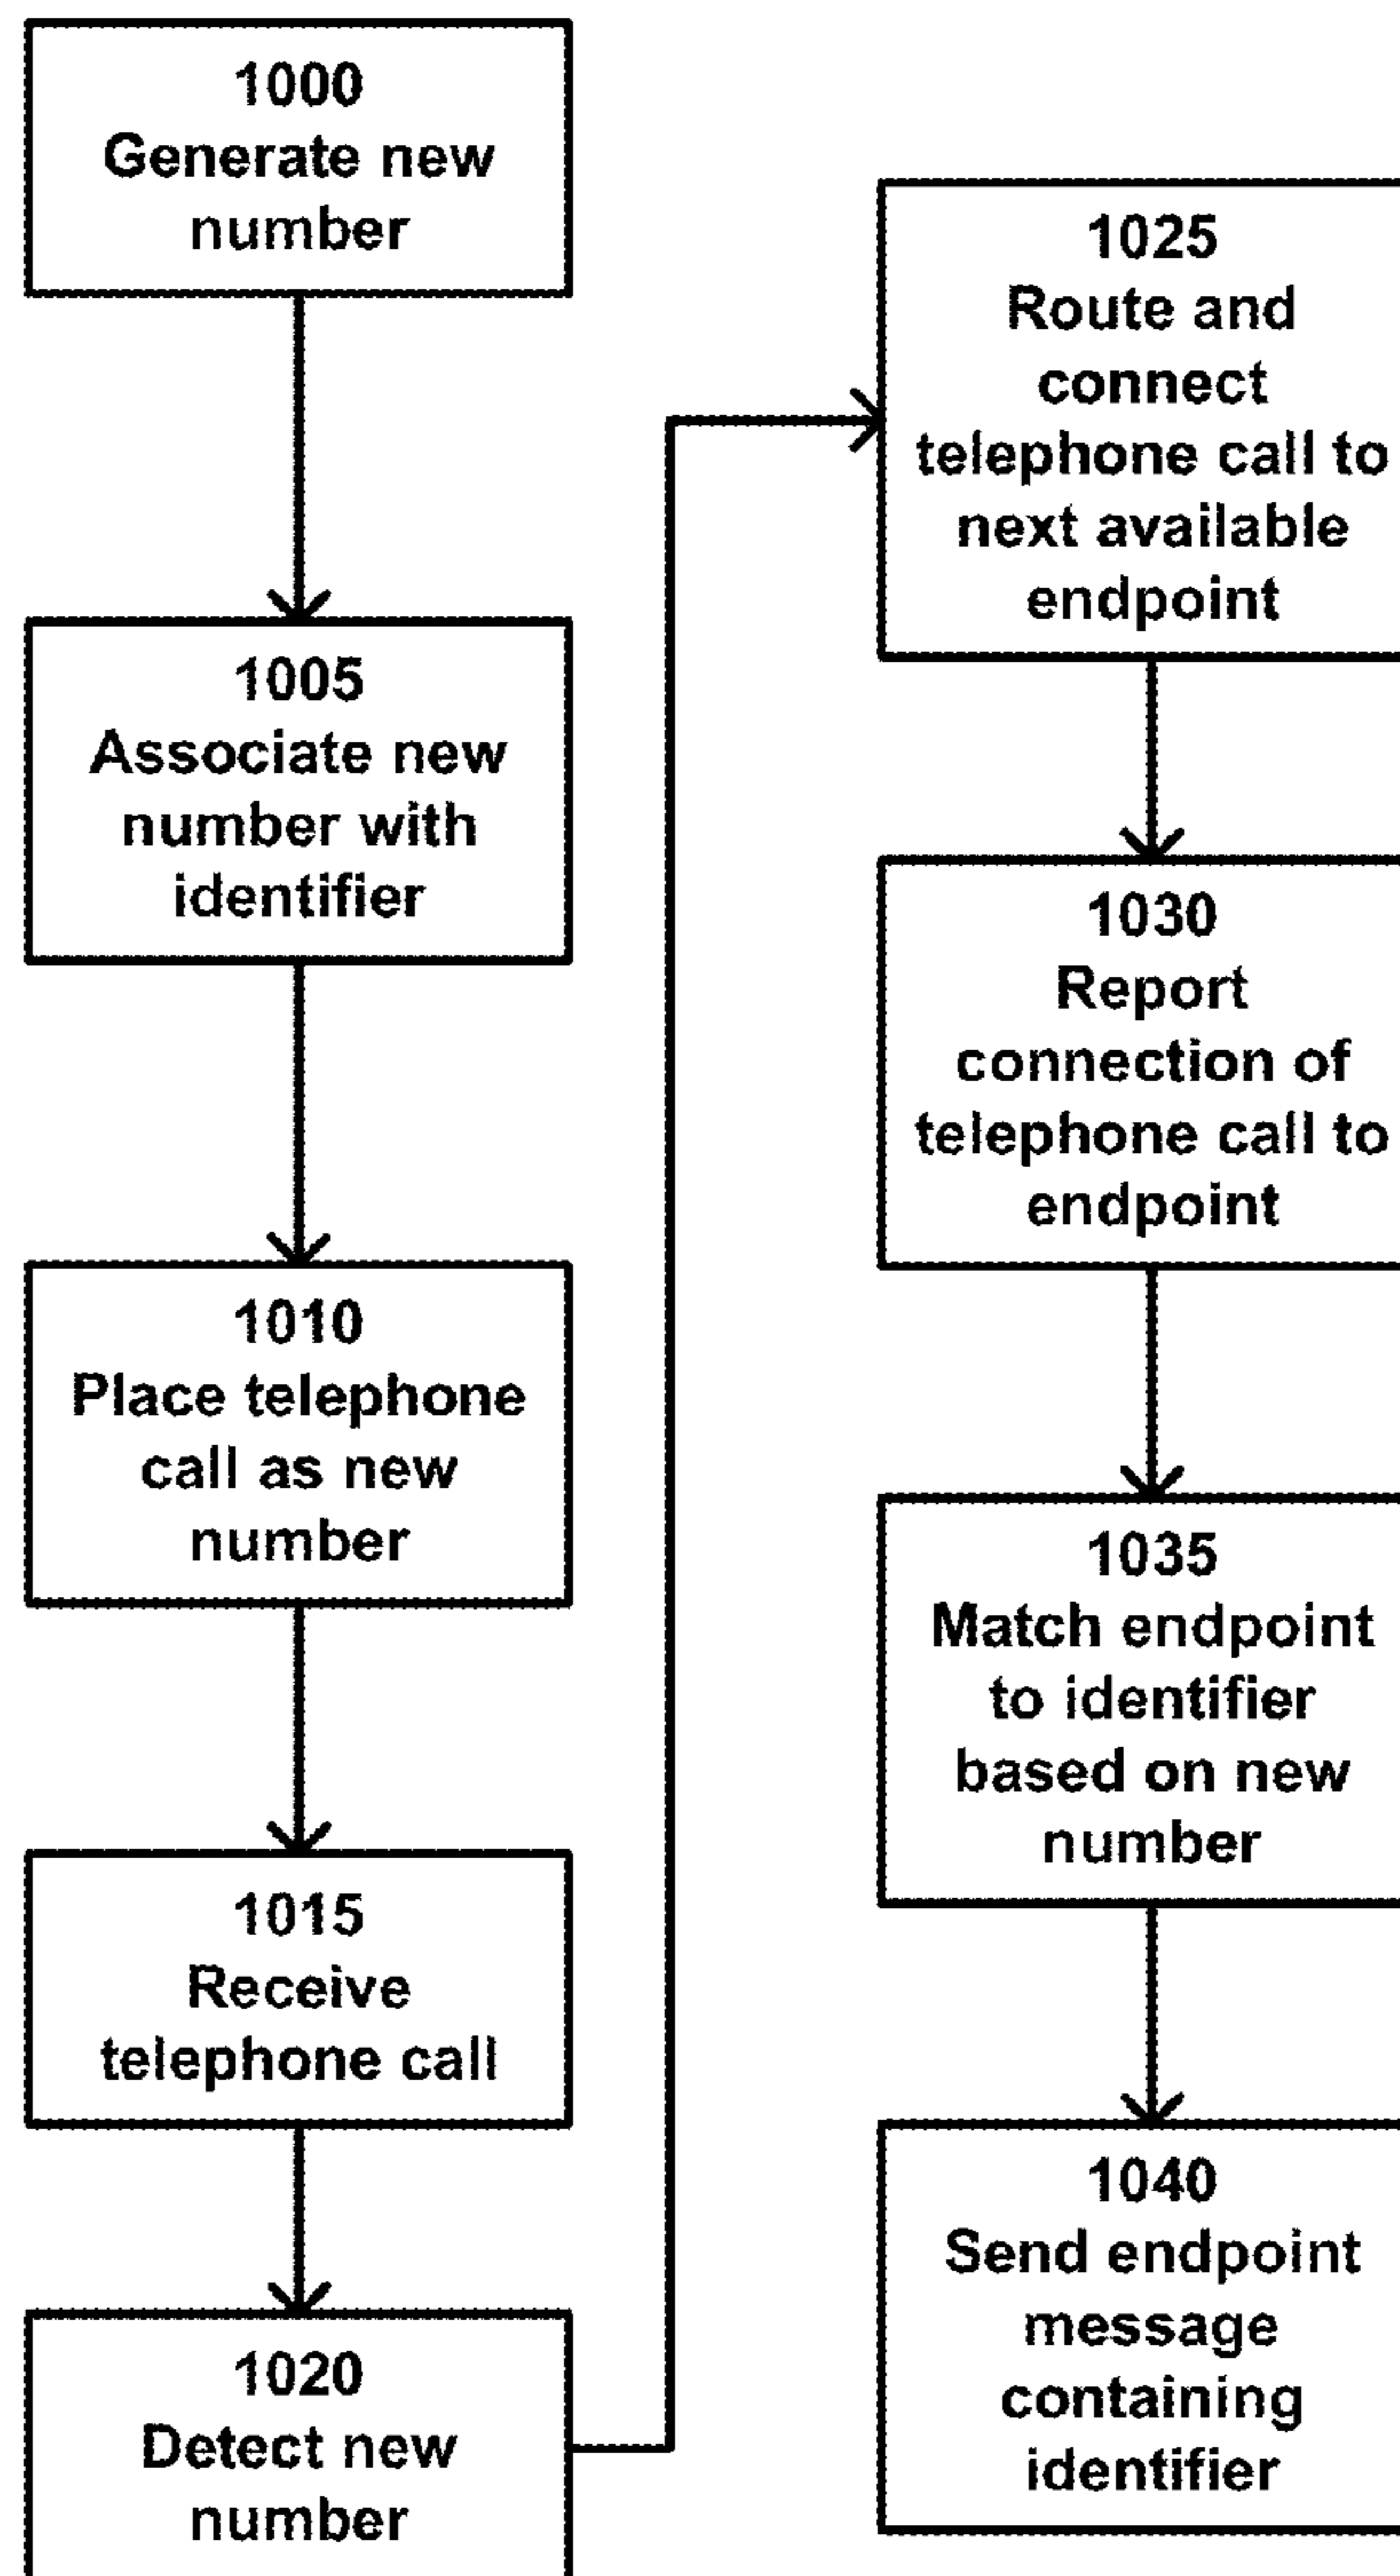 1000
Generate new
number
1005
Associate new
number with
identifier
1010
Place telephone
call as new
number
1015
Receive
telephone call
1020
Detect new
number
1025
Route and
connect
telephone call to
next available
endpoint
1030
Report
connection of
telephone call to
endpoint
1035
Match endpoint
to identifier
based on new
number
1040
Send endpoint
message
containing
identifier